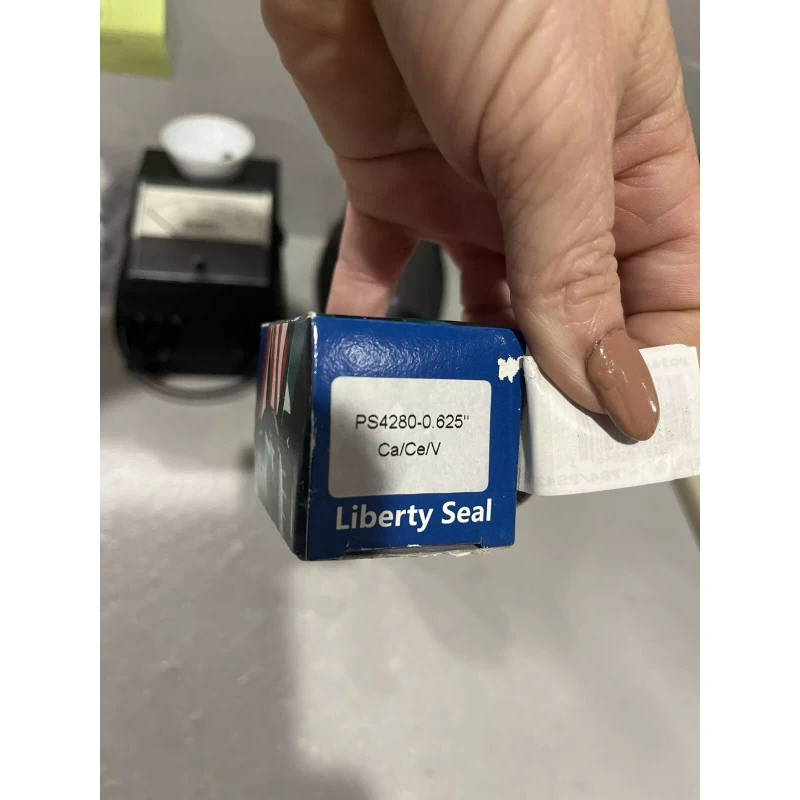 PS4280-0.625"
Ca/Ce/V
Liberty Seal